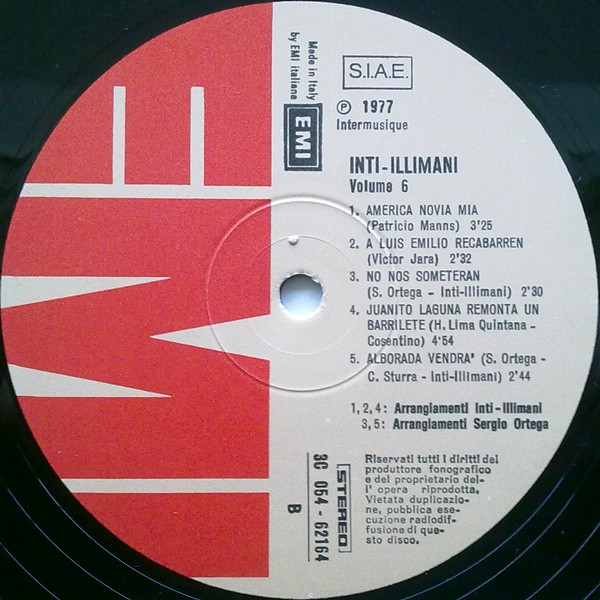 EMI
Made in Italy
by EMI italiana
EMI
S.I.A.E.
Ⓟ 1977
Intermusique
INTI-ILLIMANI
Volume 6
1. AMERICA NOVIA MIA
(Patricio Manns) 3'25
2. A LUIS EMILIO RECABARREN
(Victor Jara) 2'32
3. NO NOS SOMETERAN
(S. Ortega - Inti-Illimani) 2'30
4. JUANITO LAGUNA REMONTA UN
BARRILETE (H. Lima Quintana -
Cosentino) 4'54
5. ALBORADA VENDRA' (S. Ortega -
C. Sturra - Inti-Illimani) 2'44
1,2,4: Arrangiamenti Inti-Illimani
3,5: Arrangiamenti Sergio Ortega
Riservati tutti i diritti del
produttore fonografico
e del proprietario del-
l' opera riprodotta.
Vietata duplicazio-
ne, pubblica ese-
cuzione radiodif-
fusione di que-
sto disco.
STEREO
3C 054 - 62164
B